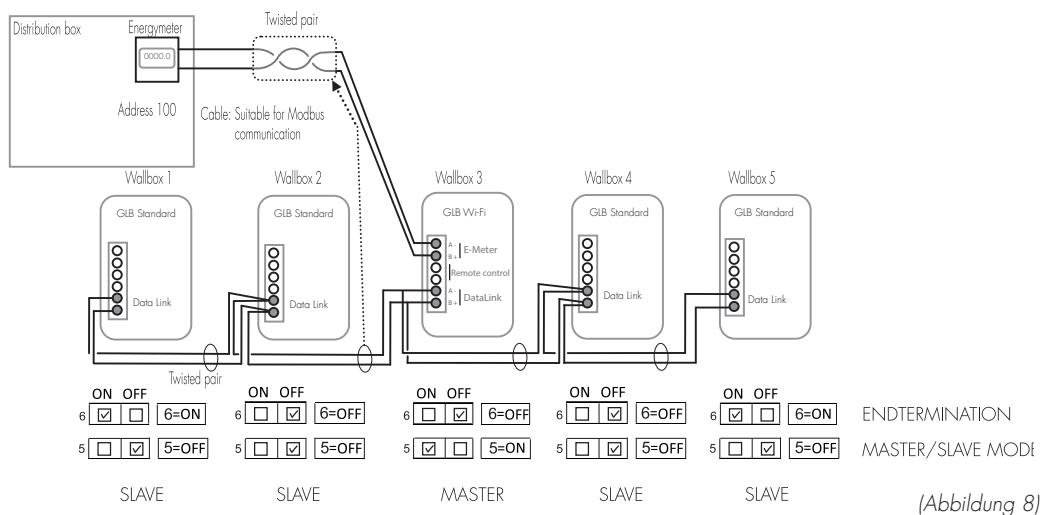 Distribution box
Energymeter
0000.0
Address 100
Twisted pair
Cable: Suitable for Modbus
communication
Wallbox 1
Wallbox 2
Wallbox 3
Wallbox 4
Wallbox 5
GLB Standard
GLB Standard
GLB Wi-Fi
GLB Standard
GLB Standard
A -
B +
E-Meter
Remote control
A -
B +
DataLink
Data Link
Data Link
Data Link
Data Link
Twisted pair
ON OFF
ON OFF
ON OFF
ON OFF
ON OFF
6 6=ON
6 6=OFF
6 6=OFF
6 6=OFF
6 6=ON
ENDTERMINATION
5 5=OFF
5 5=OFF
5 5=ON
5 5=OFF
5 5=OFF
MASTER/SLAVE MODE
SLAVE
SLAVE
MASTER
SLAVE
SLAVE
(Abbildung 8)